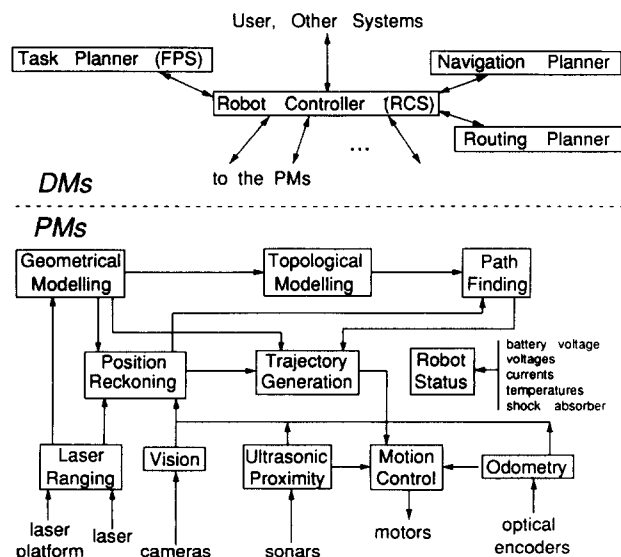 User, Other Systems
Task Planner (FPS)
Navigation Planner
Robot Controller (RCS)
Routing Planner
...
to the PMs
DMs
PMs
Geometrical
Modelling
Topological
Modelling
Path
Finding
Position
Reckoning
Trajectory
Generation
Robot
Status
battery voltage
voltages
currents
temperatures
shock absorber
Laser
Ranging
Vision
Ultrasonic
Proximity
Motion
Control
Odometry
laser
platform
laser
cameras
sonars
motors
optical
encoders